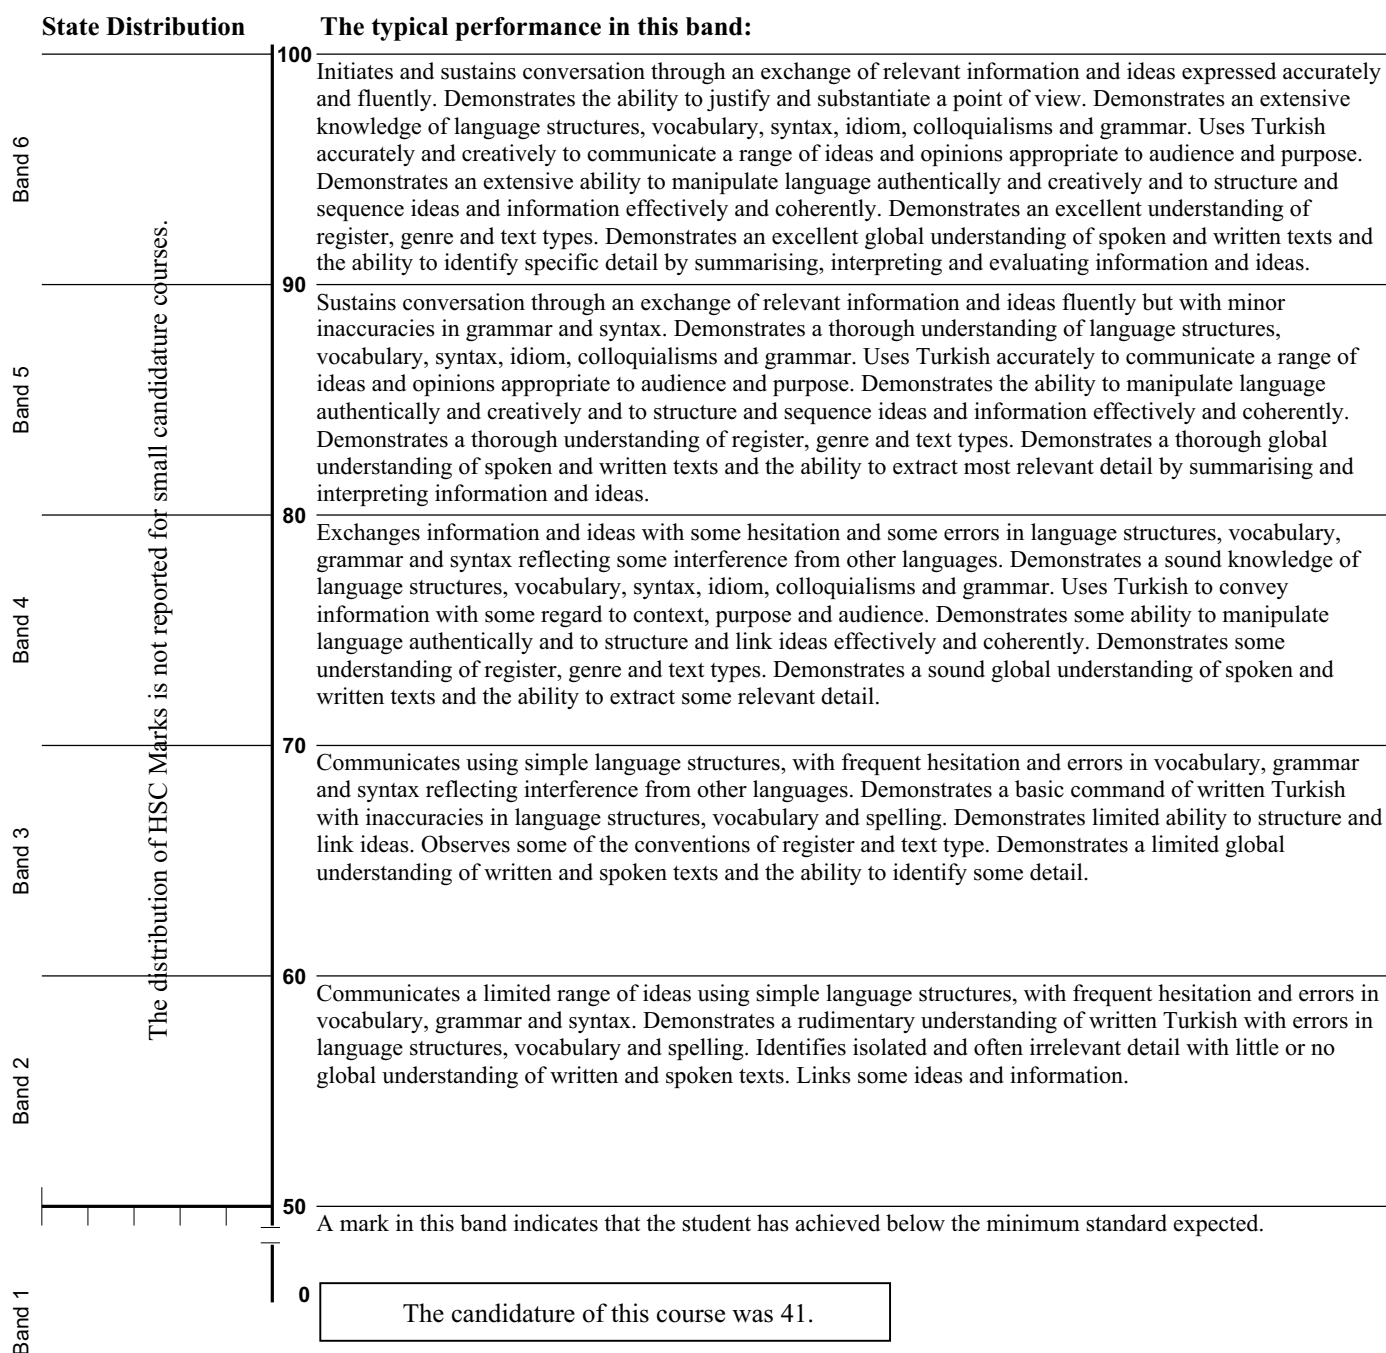 State Distribution
The typical performance in this band:
100
Band 6
Initiates and sustains conversation through an exchange of relevant information and ideas expressed accurately
and fluently. Demonstrates the ability to justify and substantiate a point of view. Demonstrates an extensive
knowledge of language structures, vocabulary, syntax, idiom, colloquialisms and grammar. Uses Turkish
accurately and creatively to communicate a range of ideas and opinions appropriate to audience and purpose.
Demonstrates an extensive ability to manipulate language authentically and creatively and to structure and
sequence ideas and information effectively and coherently. Demonstrates an excellent understanding of
register, genre and text types. Demonstrates an excellent global understanding of spoken and written texts and
the ability to identify specific detail by summarising, interpreting and evaluating information and ideas.
The distribution of HSC Marks is not reported for small candidature courses.
90
Band 5
Sustains conversation through an exchange of relevant information and ideas fluently but with minor
inaccuracies in grammar and syntax. Demonstrates a thorough understanding of language structures,
vocabulary, syntax, idiom, colloquialisms and grammar. Uses Turkish accurately to communicate a range of
ideas and opinions appropriate to audience and purpose. Demonstrates the ability to manipulate language
authentically and creatively and to structure and sequence ideas and information effectively and coherently.
Demonstrates a thorough understanding of register, genre and text types. Demonstrates a thorough global
understanding of spoken and written texts and the ability to extract most relevant detail by summarising and
interpreting information and ideas.
80
Band 4
Exchanges information and ideas with some hesitation and some errors in language structures, vocabulary,
grammar and syntax reflecting some interference from other languages. Demonstrates a sound knowledge of
language structures, vocabulary, syntax, idiom, colloquialisms and grammar. Uses Turkish to convey
information with some regard to context, purpose and audience. Demonstrates some ability to manipulate
language authentically and to structure and link ideas effectively and coherently. Demonstrates some
understanding of register, genre and text types. Demonstrates a sound global understanding of spoken and
written texts and the ability to extract some relevant detail.
70
Band 3
Communicates using simple language structures, with frequent hesitation and errors in vocabulary, grammar
and syntax reflecting interference from other languages. Demonstrates a basic command of written Turkish
with inaccuracies in language structures, vocabulary and spelling. Demonstrates limited ability to structure and
link ideas. Observes some of the conventions of register and text type. Demonstrates a limited global
understanding of written and spoken texts and the ability to identify some detail.
60
Band 2
Communicates a limited range of ideas using simple language structures, with frequent hesitation and errors in
vocabulary, grammar and syntax. Demonstrates a rudimentary understanding of written Turkish with errors in
language structures, vocabulary and spelling. Identifies isolated and often irrelevant detail with little or no
global understanding of written and spoken texts. Links some ideas and information.
50
A mark in this band indicates that the student has achieved below the minimum standard expected.
0
Band 1
The candidature of this course was 41.